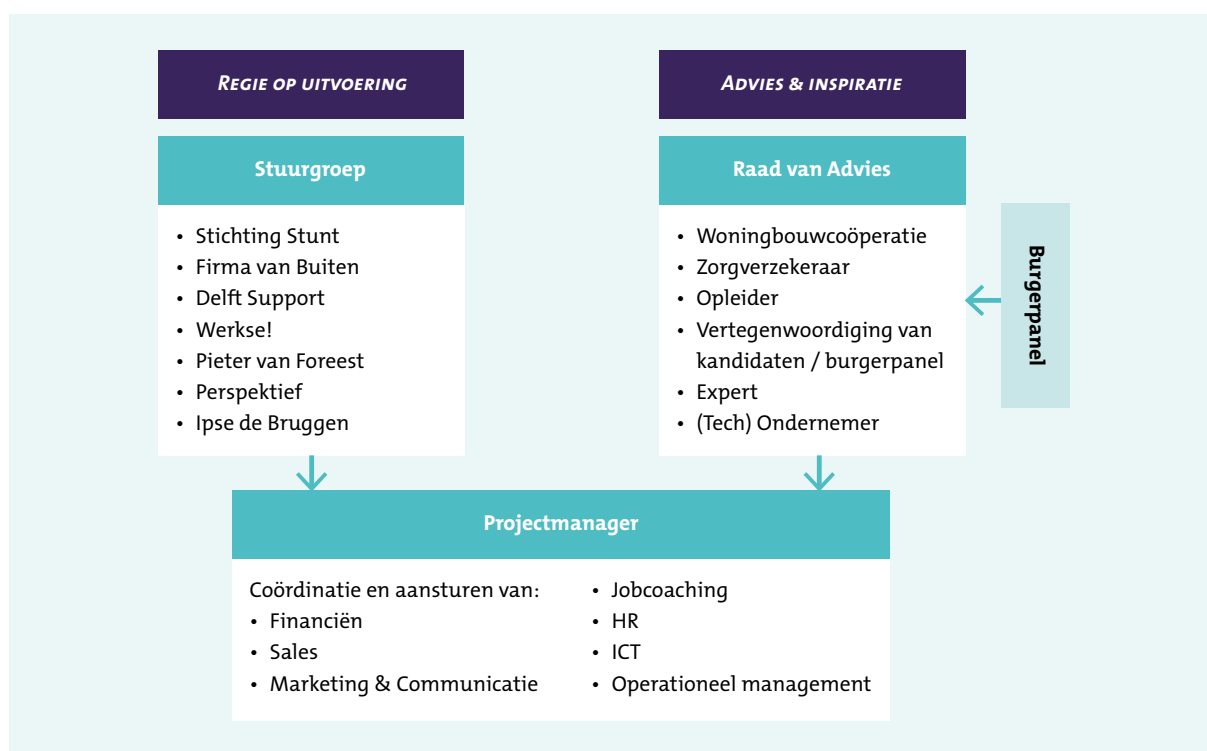 REGIE OP UITVOERING
Stuurgroep
• Stichting Stunt
• Firma van Buiten
• Delft Support
• Werkse!
• Pieter van Foreest
• Perspektief
• Ipse de Bruggen
ADVIES & INSPIRATIE
Raad van Advies
• Woningbouwcoöperatie
• Zorgverzekeraar
• Opleider
• Vertegenwoordiging van
kandidaten / burgerpanel
• Expert
• (Tech) Ondernemer
Burgerpanel
Projectmanager
Coördinatie en aansturen van:
• Financiën
• Sales
• Marketing & Communicatie
• Jobcoaching
• HR
• ICT
• Operationeel management